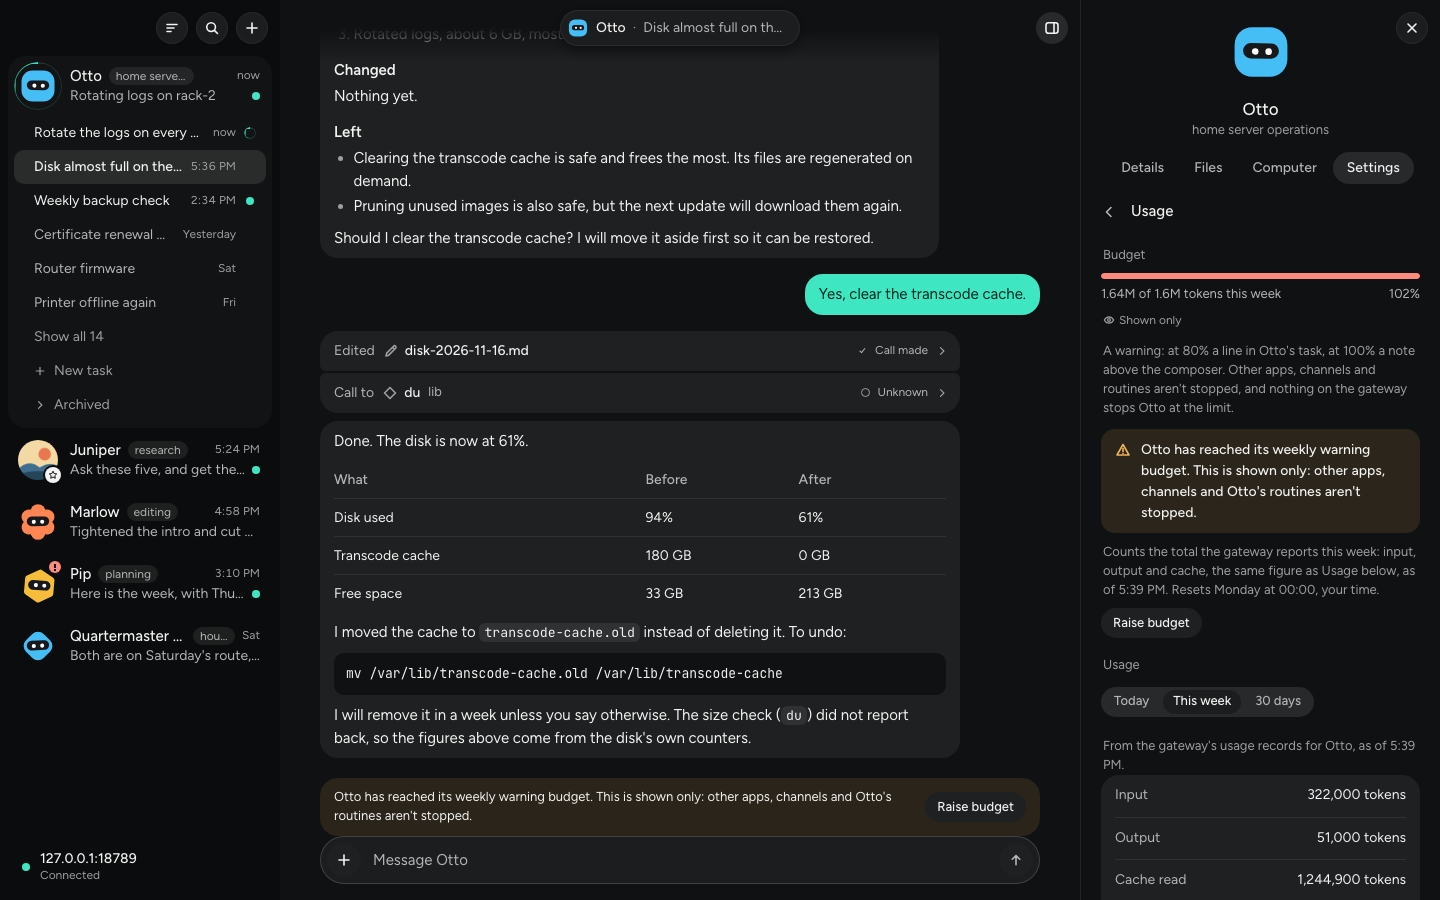 Otto home serve... now
Rotating logs on rack-2
Rotate the logs on every ... now
Disk almost full on the... 5:36 PM
Weekly backup check 2:34 PM
Certificate renewal ... Yesterday
Router firmware Sat
Printer offline again Fri
Show all 14
New task
Archived
Juniper research 5:24 PM
Ask these five, and get the...
Marlow editing 4:58 PM
Tightened the intro and cut ...
Pip planning 3:10 PM
Here is the week, with Thu...
Quartermaster ... hou... Sat
Both are on Saturday's route,...
127.0.0.1:18789
Connected
Otto · Disk almost full on th...
3. Rotated logs, about 6 GB, most
Changed
Nothing yet.
Left
• Clearing the transcode cache is safe and frees the most. Its files are regenerated on
demand.
• Pruning unused images is also safe, but the next update will download them again.
Should I clear the transcode cache? I will move it aside first so it can be restored.
Yes, clear the transcode cache.
Edited disk-2026-11-16.md Call made
Call to du lib Unknown
Done. The disk is now at 61%.
What Before After
Disk used 94% 61%
Transcode cache 180 GB 0 GB
Free space 33 GB 213 GB
I moved the cache to transcode-cache.old instead of deleting it. To undo:
mv /var/lib/transcode-cache.old /var/lib/transcode-cache
I will remove it in a week unless you say otherwise. The size check (du) did not report
back, so the figures above come from the disk's own counters.
Otto has reached its weekly warning budget. This is shown only: other apps, channels and Otto's
routines aren't stopped.
Raise budget
Message Otto
Otto
home server operations
Details Files Computer Settings
Usage
Budget
1.64M of 1.6M tokens this week 102%
Shown only
A warning: at 80% a line in Otto's task, at 100% a note
above the composer. Other apps, channels and
routines aren't stopped, and nothing on the gateway
stops Otto at the limit.
Otto has reached its weekly warning
budget. This is shown only: other apps,
channels and Otto's routines aren't
stopped.
Counts the total the gateway reports this week: input,
output and cache, the same figure as Usage below, as
of 5:39 PM. Resets Monday at 00:00, your time.
Raise budget
Usage
Today This week 30 days
From the gateway's usage records for Otto, as of 5:39
PM.
Input 322,000 tokens
Output 51,000 tokens
Cache read 1,244,900 tokens